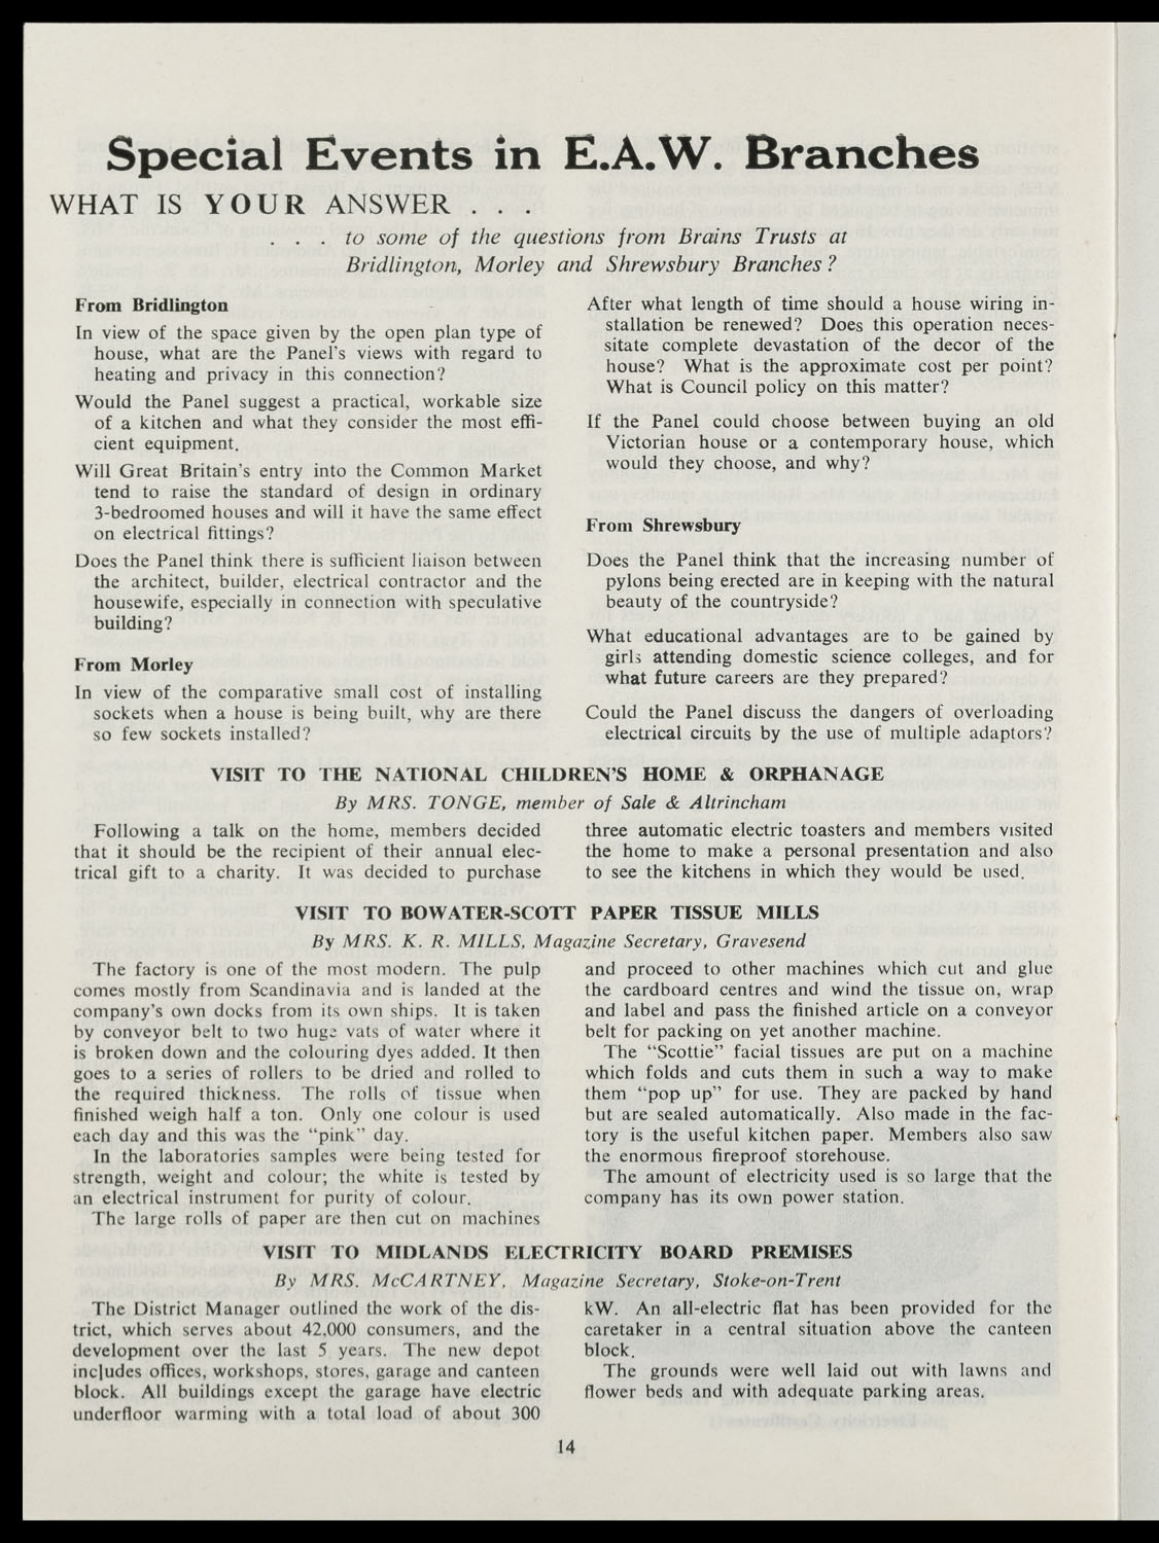 Special Events in E.A.W. Branches
WHAT IS YOUR ANSWER . . .
. . . to some of the questions from Brains Trusts at
Bridlington, Morley and Shrewsbury Branches?
From Bridlington
In view of the space given by the open plan type of
house, what are the Panel's views with regard to
heating and privacy in this connection?
Would the Panel suggest a practical, workable size
of a kitchen and what they consider the most effi-
cient equipment.
Will Great Britain's entry into the Common Market
tend to raise the standard of design in ordinary
3-bedroomed houses and will it have the same effect
on electrical fittings?
Does the Panel think there is sufficient liaison between
the architect, builder, electrical contractor and the
housewife, especially in connection with speculative
building?
From Morley
In view of the comparative small cost of installing
sockets when a house is being built, why are there
so few sockets installed?
After what length of time should a house wiring in-
stallation be renewed? Does this operation neces-
sitate complete devastation of the decor of the
house? What is the approximate cost per point?
What is Council policy on this matter?
If the Panel could choose between buying an old
Victorian house or a contemporary house, which
would they choose, and why?
From Shrewsbury
Does the Panel think that the increasing number of
pylons being erected are in keeping with the natural
beauty of the countryside?
What educational advantages are to be gained by
girls attending domestic science colleges, and for
what future careers are they prepared?
Could the Panel discuss the dangers of overloading
electrical circuits by the use of multiple adaptors?
VISIT TO THE NATIONAL CHILDREN'S HOME & ORPHANAGE
By MRS. TONGE, member of Sale & Altrincham
Following a talk on the home, members decided
that it should be the recipient of their annual elec-
trical gift to a charity. It was decided to purchase
three automatic electric toasters and members visited
the home to make a personal presentation and also
to see the kitchens in which they would be used.
VISIT TO BOWATER-SCOTT PAPER TISSUE MILLS
By MRS. K. R. MILLS, Magazine Secretary, Gravesend
The factory is one of the most modern. The pulp
comes mostly from Scandinavia and is landed at the
company's own docks from its own ships. It is taken
by conveyor belt to two huge vats of water where it
is broken down and the colouring dyes added. It then
goes to a series of rollers to be dried and rolled to
the required thickness. The rolls of tissue when
finished weigh half a ton. Only one colour is used
each day and this was the "pink" day.
In the laboratories samples were being tested for
strength, weight and colour; the white is tested by
an electrical instrument for purity of colour.
The large rolls of paper are then cut on machines
and proceed to other machines which cut and glue
the cardboard centres and wind the tissue on, wrap
and label and pass the finished article on a conveyor
belt for packing on yet another machine.
The "Scottie" facial tissues are put on a machine
which folds and cuts them in such a way to make
them "pop up" for use. They are packed by hand
but are sealed automatically. Also made in the fac-
tory is the useful kitchen paper. Members also saw
the enormous fireproof storehouse.
The amount of electricity used is so large that the
company has its own power station.
VISIT TO MIDLANDS ELECTRICITY BOARD PREMISES
By MRS. McCARTNEY, Magazine Secretary, Stoke-on-Trent
The District Manager outlined the work of the dis-
trict, which serves about 42,000 consumers, and the
development over the last 5 years. The new depot
includes offices, workshops, stores, garage and canteen
block. All buildings except the garage have electric
underfloor warming with a total load of about 300
kW. An all-electric flat has been provided for the
caretaker in a central situation above the canteen
block.
The grounds were well laid out with lawns and
flower beds and with adequate parking areas.
14